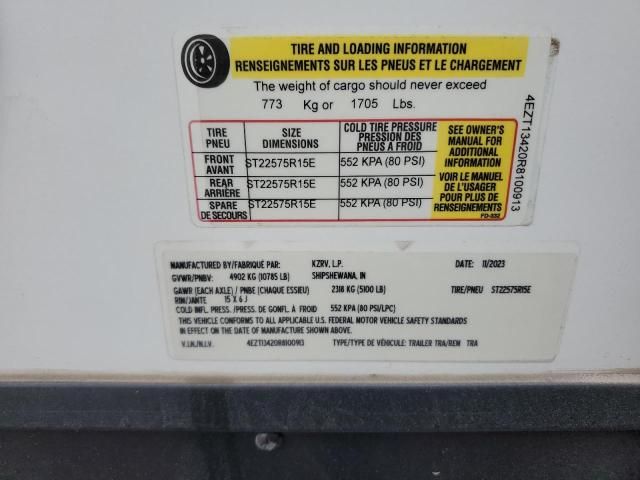 TIRE AND LOADING INFORMATION
RENSEIGNEMENTS SUR LES PNEUS ET LE CHARGEMENT
The weight of cargo should never exceed
773 Kg or 1705 Lbs.
TIRE PNEU
SIZE DIMENSIONS
COLD TIRE PRESSURE
PRESSION DES
PNEUS A FROID
SEE OWNER'S
MANUAL FOR
ADDITIONAL
INFORMATION
VOIR LE MANUEL
DE L'USAGER
POUR PLUS DE
RENSEIGNEMENTS
FRONT AVANT ST22575R15E 552 KPA (80 PSI)
REAR ARRIÈRE ST22575R15E 552 KPA (80 PSI)
SPARE DE SECOURS ST22575R15E 552 KPA (80 PSI)
FO-332
4EZT13420R8100913
MANUFACTURED BY/FABRIQUÉ PAR: KZRV, L.P. DATE: 11/2023
GVWR/PNBV: 4902 KG (10785 LB) SHIPSHEWANA, IN
GAWR (EACH AXLE) / PNBE (CHAQUE ESSIEU) 2318 KG (5100 LB) TIRE/PNEU ST22575R15E
RIM/JANTE 15 X 6 J
COLD INFL. PRESS./PRESS. DE GONFL. À FROID 552 KPA (80 PSI/LPC)
THIS VEHICLE CONFORMS TO ALL APPLICABLE U.S. FEDERAL MOTOR VEHICLE SAFETY STANDARDS
IN EFFECT ON THE DATE OF MANUFACTURE SHOWN ABOVE.
V.I.N./N.I.V. 4EZT13420R8100913 TYPE/TYPE DE VÉHICULE: TRAILER TRA/REM TRA